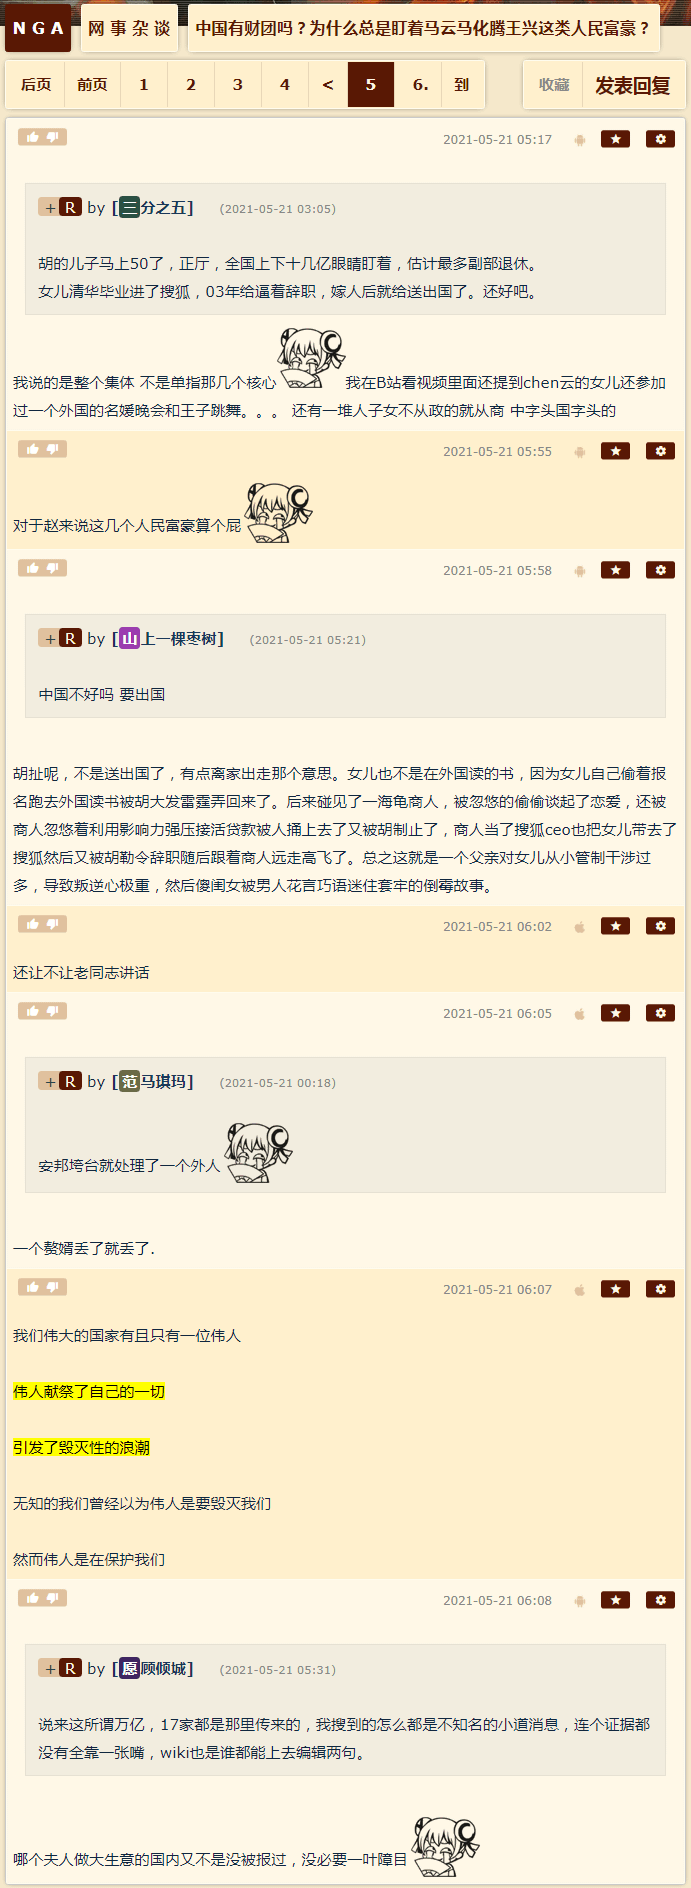 NGA 网事杂谈 中国有财团吗？为什么总是盯着马云马化腾王兴这类人民富豪？
后页 前页 1 2 3 4 < 5 6. 到 收藏 发表回复
2021-05-21 05:17
+ R by [三分之五] (2021-05-21 03:05)
胡的儿子马上50了，正厅，全国上下十几亿眼睛盯着，估计最多副部退休。
女儿清华毕业进了搜狐，03年给逼着辞职，嫁人后就给送出国了。还好吧。
我说的是整个集体 不是单指那几个核心 我在B站看视频里面还提到chen云的女儿还参加
过一个外国的名媛晚会和王子跳舞。。。 还有一堆人子女不从政的就从商 中字头国字头的
2021-05-21 05:55
对于赵来说这几个人民富豪算个屁
2021-05-21 05:58
+ R by [山上一棵枣树] (2021-05-21 05:21)
中国不好吗 要出国
胡扯呢，不是送出国了，有点离家出走那个意思。女儿也不是在外国读的书，因为女儿自己偷着报
名跑去外国读书被胡大发雷霆弄回来了。后来碰见了一海龟商人，被忽悠的偷偷谈起了恋爱，还被
商人忽悠着利用影响力强压接活贷款被人捅上去了又被胡制止了，商人当了搜狐ceo也把女儿带去了
搜狐然后又被胡勒令辞职随后跟着商人远走高飞了。总之这就是一个父亲对女儿从小管制干涉过
多，导致叛逆心极重，然后傻闺女被男人花言巧语迷住套牢的倒霉故事。
2021-05-21 06:02
还让不让老同志讲话
2021-05-21 06:05
+ R by [范马琪玛] (2021-05-21 00:18)
安邦垮台就处理了一个外人
一个赘婿丢了就丢了.
2021-05-21 06:07
我们伟大的国家有且只有一位伟人
伟人献祭了自己的一切
引发了毁灭性的浪潮
无知的我们曾经以为伟人是要毁灭我们
然而伟人是在保护我们
2021-05-21 06:08
+ R by [愿顾倾城] (2021-05-21 05:31)
说来这所谓万亿，17家都是那里传来的，我搜到的怎么都是不知名的小道消息，连个证据都
没有全靠一张嘴，wiki也是谁都能上去编辑两句。
哪个夫人做大生意的国内又不是没被报过，没必要一叶障目